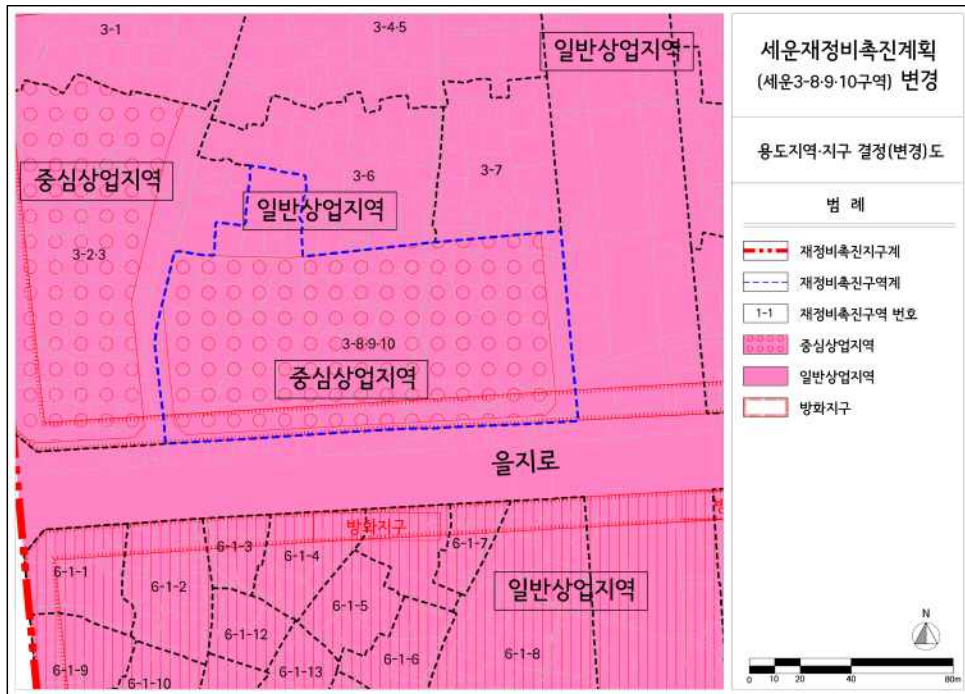 3-1
3-4·5
일반상업지역
중심상업지역
3-6
3-7
일반상업지역
3-2·3
3-8·9·10
중심상업지역
을지로
방화지구
6-1-1
6-1-2
6-1-3
6-1-4
6-1-7
6-1-5
일반상업지역
6-1-12
6-1-6
6-1-8
6-1-9
6-1-10
6-1-13
세운재정비촉진계획
(세운3-8·9·10구역) 변경
용도지역·지구 결정(변경)도
범 례
재정비촉진지구계
재정비촉진구역계
1-1 재정비촉진구역 번호
중심상업지역
일반상업지역
방화지구
N
0 10 20 40 80m